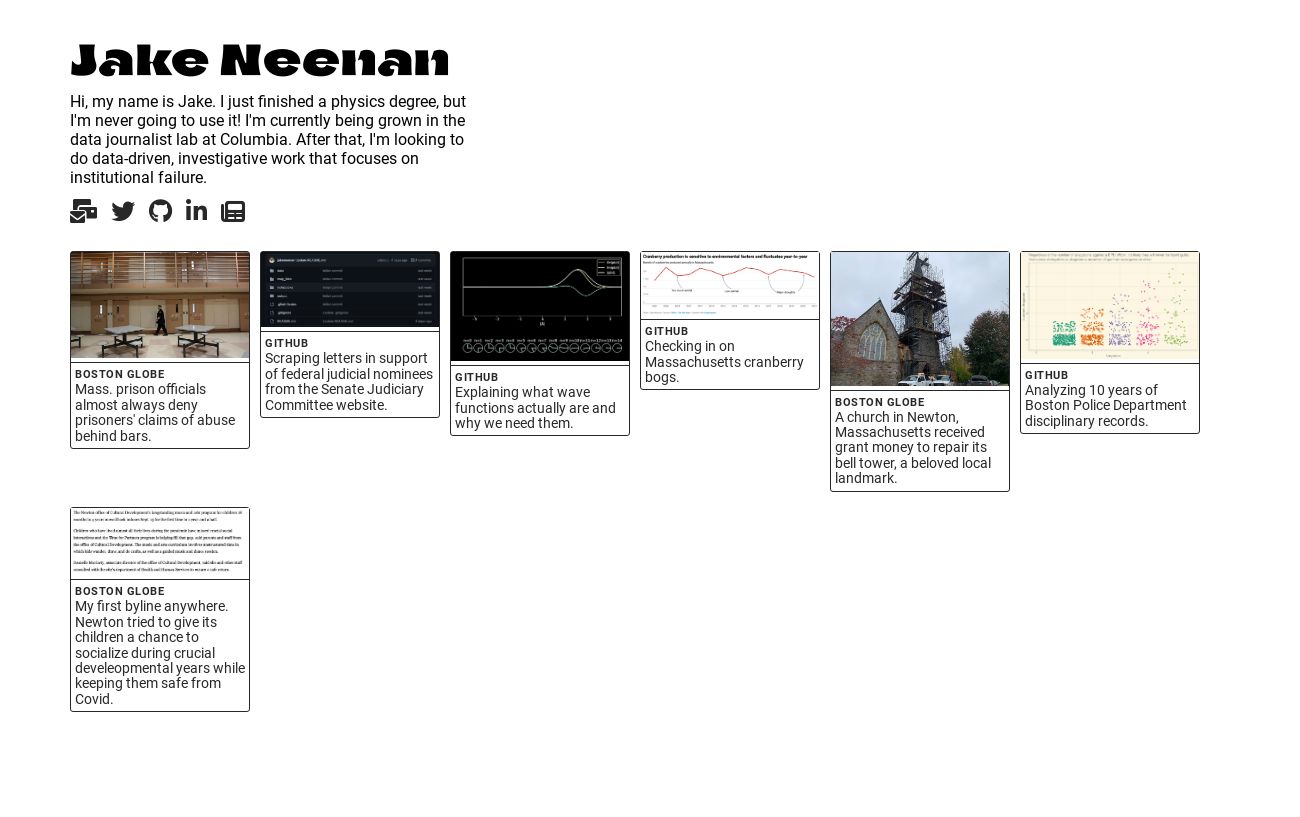 Jake Neenan
Hi, my name is Jake. I just finished a physics degree, but
I'm never going to use it! I'm currently being grown in the
data journalist lab at Columbia. After that, I'm looking to
do data-driven, investigative work that focuses on
institutional failure.
BOSTON GLOBE
Mass. prison officials
almost always deny
prisoners' claims of abuse
behind bars.
GITHUB
Scraping letters in support
of federal judicial nominees
from the Senate Judiciary
Committee website.
GITHUB
Explaining what wave
functions actually are and
why we need them.
Cranberry production is sensitive to environmental factors and fluctuates year-to-year
GITHUB
Checking in on
Massachusetts cranberry
bogs.
BOSTON GLOBE
A church in Newton,
Massachusetts received
grant money to repair its
bell tower, a beloved local
landmark.
GITHUB
Analyzing 10 years of
Boston Police Department
disciplinary records.
BOSTON GLOBE
My first byline anywhere.
Newton tried to give its
children a chance to
socialize during crucial
develeopmental years while
keeping them safe from
Covid.